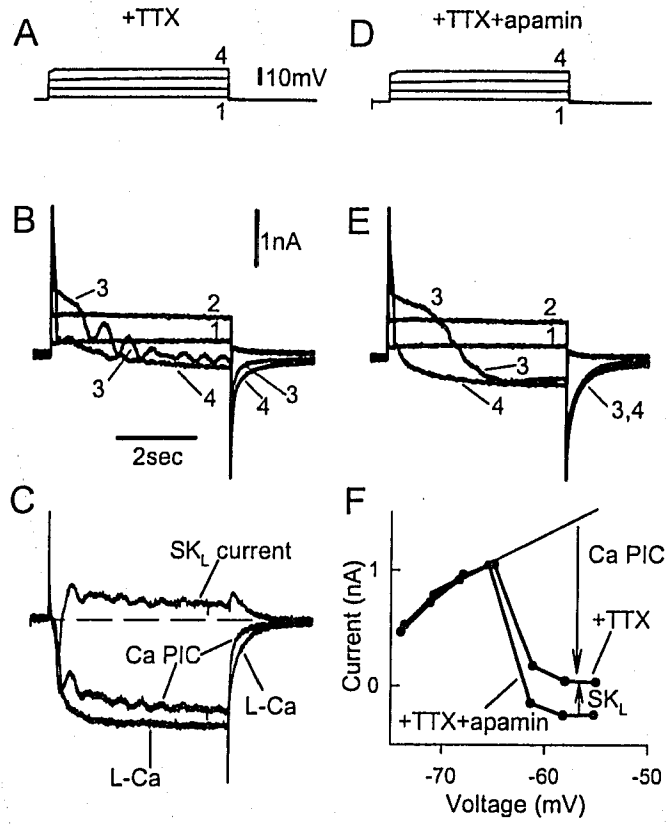 A
+TTX
4
10mV
1
D
+TTX+apamin
4
1
B
1nA
3
2
1
3
4
3
4
2sec
E
3
2
1
3
4
3,4
C
SKL current
Ca PIC
L-Ca
L-Ca
F
Current (nA)
1
0
Ca PIC
+TTX
SKL
+TTX+apamin
-70
-60
-50
Voltage (mV)